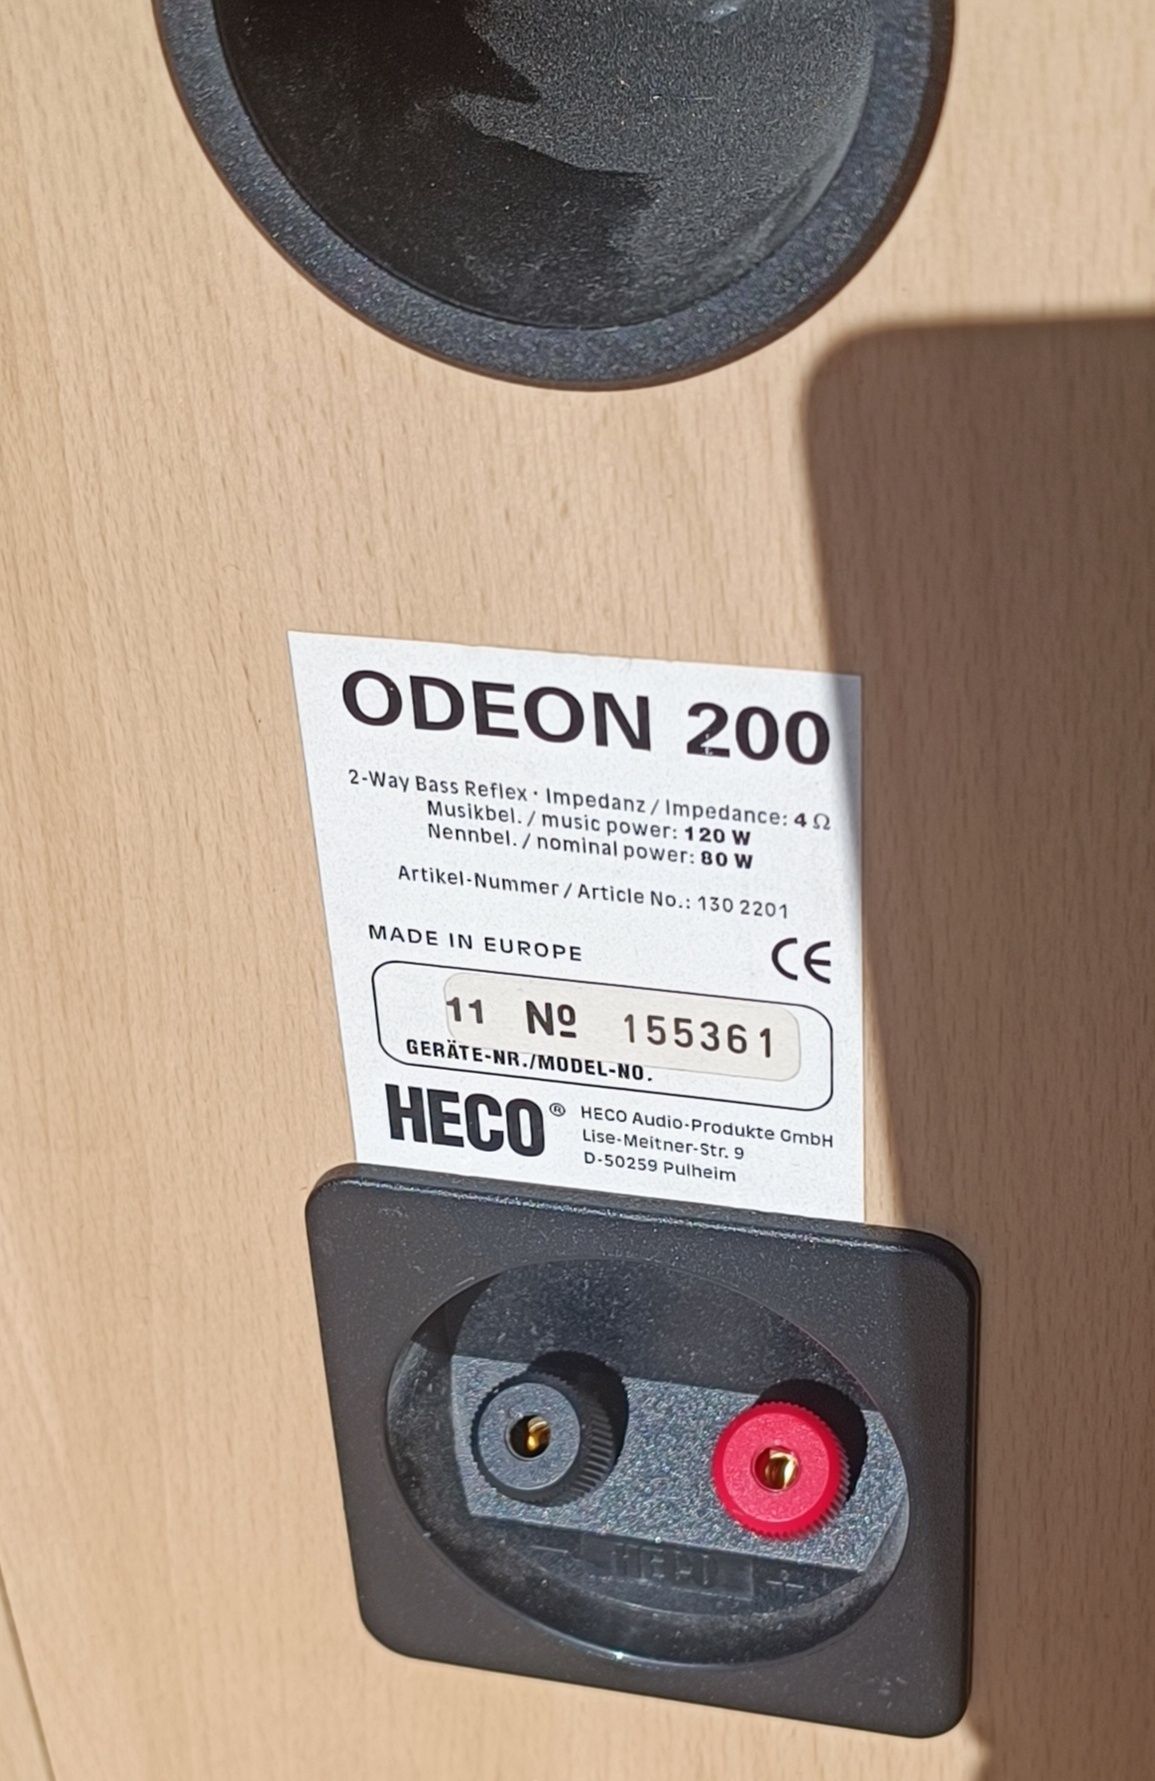 ODEON 200
2-Way Bass Reflex · Impedanz / Impedance: 4 Ω
Musikbel. / music power: 120 W
Nennbel. / nominal power: 80 W
Artikel-Nummer / Article No.: 130 2201
MADE IN EUROPE CE
11 Nº 155361
GERÄTE-NR./MODEL-NO.
HECO® HECO Audio-Produkte GmbH
Lise-Meitner-Str. 9
D-50259 Pulheim
− HECO +